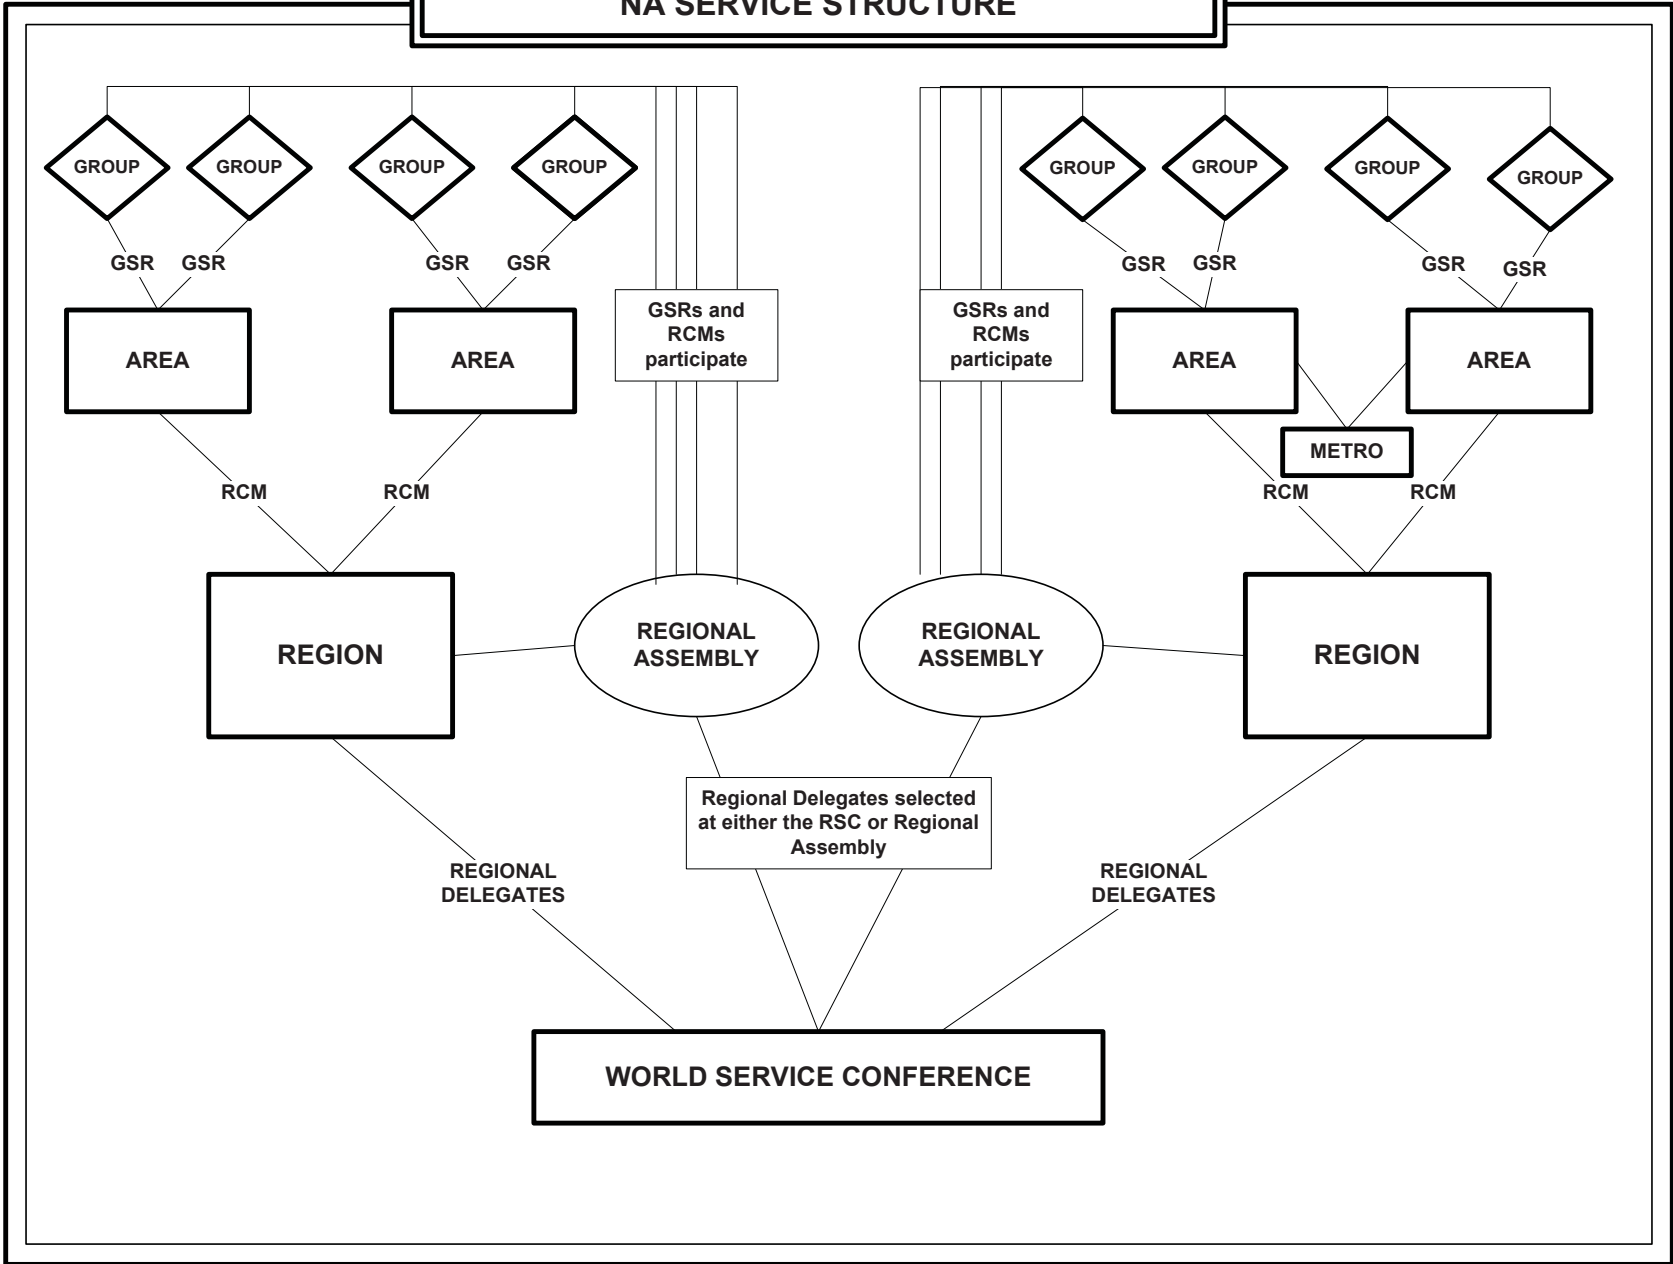 NA SERVICE STRUCTURE
GROUP GROUP GROUP GROUP GROUP GROUP GROUP GROUP
GSR GSR GSR GSR GSR GSR GSR GSR
GSRs and
RCMs
participate
GSRs and
RCMs
participate
AREA AREA AREA AREA
METRO
RCM RCM RCM RCM
REGION
REGIONAL
ASSEMBLY
REGIONAL
ASSEMBLY
REGION
Regional Delegates selected
at either the RSC or Regional
Assembly
REGIONAL
DELEGATES
REGIONAL
DELEGATES
WORLD SERVICE CONFERENCE